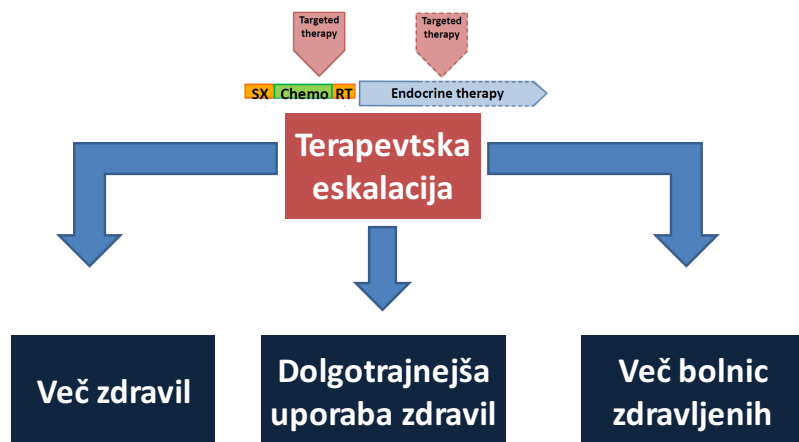 Targeted
therapy
Targeted
therapy
SX Chemo RT Endocrine therapy
Terapevtska
eskalacija
Več zdravil
Dolgotrajnejša
uporaba zdravil
Več bolnic
zdravljenih